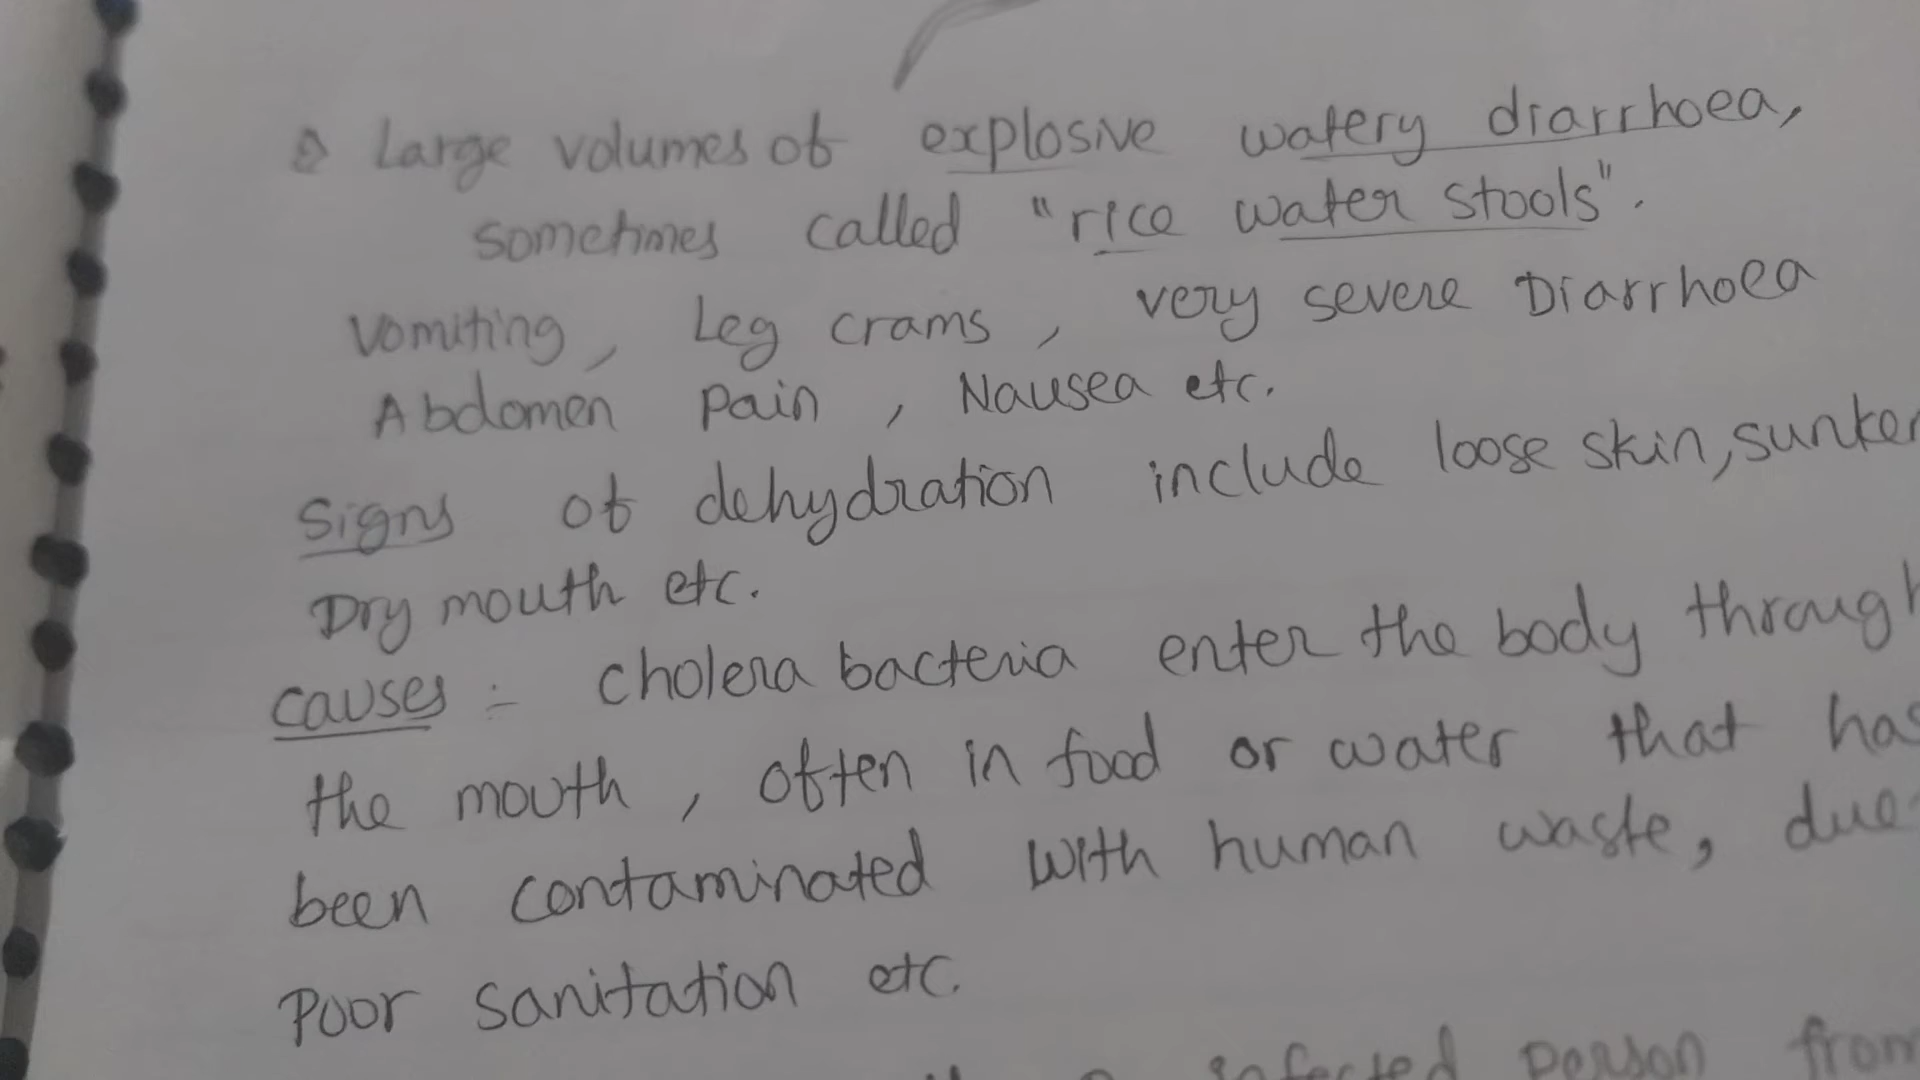 Large volumes of explosive watery diarrhoea,
sometimes called "rice water stools".
Vomiting, Leg crams, very severe Diarrhoea
Abdomen Pain, Nausea etc.
Signs of dehydration include loose skin, sunken
Dry mouth etc.
causes :- cholera bacteria enter the body through
the mouth, often in food or water that has
been contaminated with human waste, due
Poor sanitation etc.
infected person from